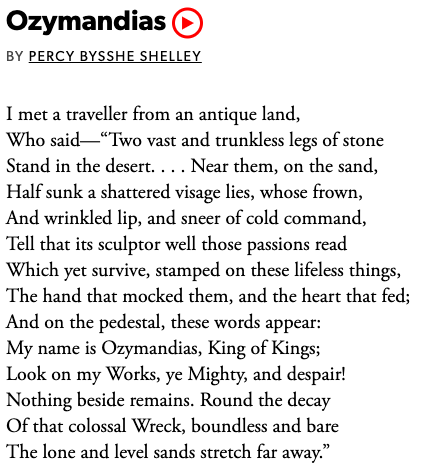 Ozymandias
BY PERCY BYSSHE SHELLEY
I met a traveller from an antique land,
Who said—“Two vast and trunkless legs of stone
Stand in the desert. . . . Near them, on the sand,
Half sunk a shattered visage lies, whose frown,
And wrinkled lip, and sneer of cold command,
Tell that its sculptor well those passions read
Which yet survive, stamped on these lifeless things,
The hand that mocked them, and the heart that fed;
And on the pedestal, these words appear:
My name is Ozymandias, King of Kings;
Look on my Works, ye Mighty, and despair!
Nothing beside remains. Round the decay
Of that colossal Wreck, boundless and bare
The lone and level sands stretch far away.”